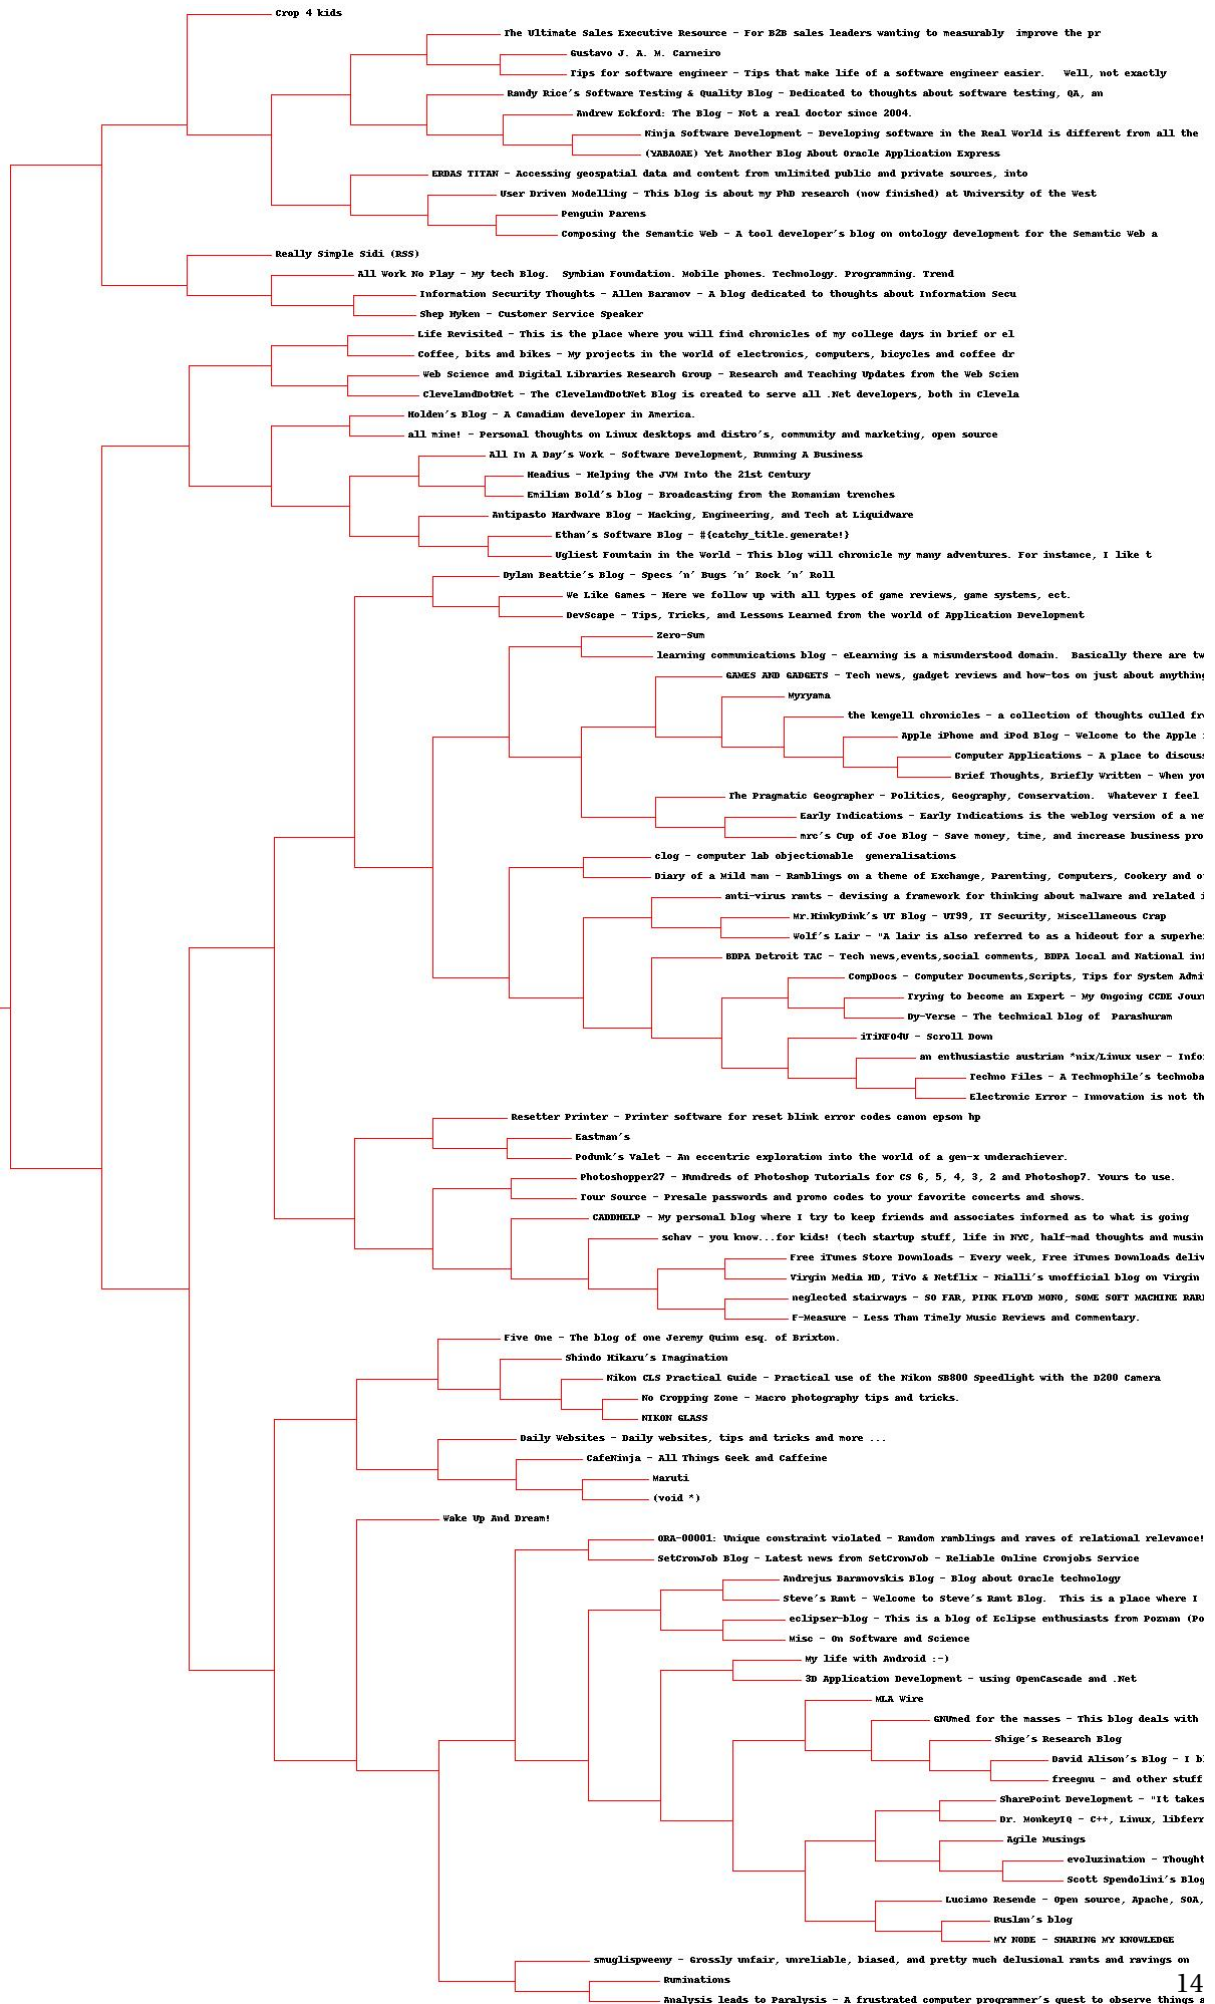 Crop 4 kids
The Ultimate Sales Executive Resource - For B2B sales leaders wanting to measurably  improve the pr
Gustavo J. A. M. Carneiro
Tips for software engineer - Tips that make life of a software engineer easier.   Well, not exactly
Randy Rice's Software Testing & Quality Blog - Dedicated to thoughts about software testing, QA, an
Andrew Eckford: The Blog - Not a real doctor since 2004.
Ninja Software Development - Developing software in the Real World is different from all the
(YABAOAE) Yet Another Blog About Oracle Application Express
ERDAS TITAN - Accessing geospatial data and content from unlimited public and private sources, into
User Driven Modelling - This blog is about my PhD research (now finished) at University of the West
Penguin Parens
Composing the Semantic Web - A tool developer's blog on ontology development for the Semantic Web a
Really Simple Sidi (RSS)
All Work No Play - My tech Blog.  Symbian Foundation. Mobile phones. Technology. Programming. Trend
Information Security Thoughts - Allen Baranov - A blog dedicated to thoughts about Information Secu
Shep Hyken - Customer Service Speaker
Life Revisited - This is the place where you will find chronicles of my college days in brief or el
Coffee, bits and bikes - My projects in the world of electronics, computers, bicycles and coffee dr
Web Science and Digital Libraries Research Group - Research and Teaching Updates from the Web Scien
ClevelandDotNet - The ClevelandDotNet Blog is created to serve all .Net developers, both in Clevela
Holden's Blog - A Canadian developer in America.
all mine! - Personal thoughts on Linux desktops and distro's, community and marketing, open source
All In A Day's Work - Software Development, Running A Business
Headius - Helping the JVM Into the 21st Century
Emilian Bold's blog - Broadcasting from the Romanian trenches
Antipasto Hardware Blog - Hacking, Engineering, and Tech at Liquidware
Ethan's Software Blog - #{catchy_title.generate!}
Ugliest Fountain in the World - This blog will chronicle my many adventures. For instance, I like t
Dylan Beattie's Blog - Specs 'n' Bugs 'n' Rock 'n' Roll
We Like Games - Here we follow up with all types of game reviews, game systems, ect.
DevScape - Tips, Tricks, and Lessons Learned from the world of Application Development
Zero-Sum
learning communications blog - eLearning is a misunderstood domain.  Basically there are tw
GAMES AND GADGETS - Tech news, gadget reviews and how-tos on just about anything
Myryama
the kengell chronicles - a collection of thoughts culled fr
Apple iPhone and iPod Blog - Welcome to the Apple
Computer Applications - A place to discuss
Brief Thoughts, Briefly Written - When you
The Pragmatic Geographer - Politics, Geography, Conservation.  Whatever I feel
Early Indications - Early Indications is the weblog version of a ne
mrc's Cup of Joe Blog - Save money, time, and increase business pro
clog - computer lab objectionable  generalisations
Diary of a Mild man - Ramblings on a theme of Exchange, Parenting, Computers, Cookery and o
anti-virus rants - devising a framework for thinking about malware and related i
Mr.HinkyDink's UT Blog - UT99, IT Security, Miscellaneous Crap
Wolf's Lair - "A lair is also referred to as a hideout for a superhe
BDPA Detroit TAC - Tech news,events,social comments, BDPA local and National in
CompDocs - Computer Documents,Scripts, Tips for System Admi
Trying to become an Expert - My Ongoing CCDE Jour
Dy-Verse - The technical blog of  Parashuram
iTiNFO4U - Scroll Down
an enthusiastic austrian *nix/Linux user - Info
Techno Files - A Technophile's technoba
Electronic Error - Innovation is not th
Resetter Printer - Printer software for reset blink error codes canon epson hp
Eastman's
Podunk's Valet - An eccentric exploration into the world of a gen-x underachiever.
Photoshopper27 - Hundreds of Photoshop Tutorials for CS 6, 5, 4, 3, 2 and Photoshop7. Yours to use.
Tour Source - Presale passwords and promo codes to your favorite concerts and shows.
CADDHELP - My personal blog where I try to keep friends and associates informed as to what is going
schav - you know...for kids! (tech startup stuff, life in NYC, half-mad thoughts and musin
Free iTunes Store Downloads - Every week, Free iTunes Downloads deliv
Virgin Media HD, TiVo & Netflix - Nialli's unofficial blog on Virgin
neglected stairways - SO FAR, PINK FLOYD MONO, SOME SOFT MACHINE RAR
F-Measure - Less Than Timely Music Reviews and Commentary.
Five One - The blog of one Jeremy Quinn esq. of Brixton.
Shindo Hikaru's Imagination
Nikon CLS Practical Guide - Practical use of the Nikon SB800 Speedlight with the D200 Camera
No Cropping Zone - Macro photography tips and tricks.
NIKON GLASS
Daily Websites - Daily websites, tips and tricks and more ...
CafeNinja - All Things Geek and Caffeine
Maruti
(void *)
Wake Up And Dream!
ORA-00001: Unique constraint violated - Random ramblings and raves of relational relevance!
SetCronJob Blog - Latest news from SetCronJob - Reliable Online Cronjobs Service
Andrejus Baranovskis Blog - Blog about Oracle technology
Steve's Rant - Welcome to Steve's Rant Blog.  This is a place where I
eclipser-blog - This is a blog of Eclipse enthusiasts from Poznan (Po
Misc - On Software and Science
My life with Android :-)
3D Application Development - using OpenCascade and .Net
MLA Wire
GNUmed for the masses - This blog deals with
Shige's Research Blog
David Alison's Blog - I bl
freegnu - and other stuff
SharePoint Development - "It takes
Dr. MonkeyIQ - C++, Linux, libferr
Agile Musings
evoluzination - Thought
Scott Spendolini's Blog
Luciano Resende - Open source, Apache, SOA,
Ruslan's blog
MY NODE - SHARING MY KNOWLEDGE
smuglispweeny - Grossly unfair, unreliable, biased, and pretty much delusional rants and ravings on
Ruminations
Analysis leads to Paralysis - A frustrated computer programmer's quest to observe things a
14